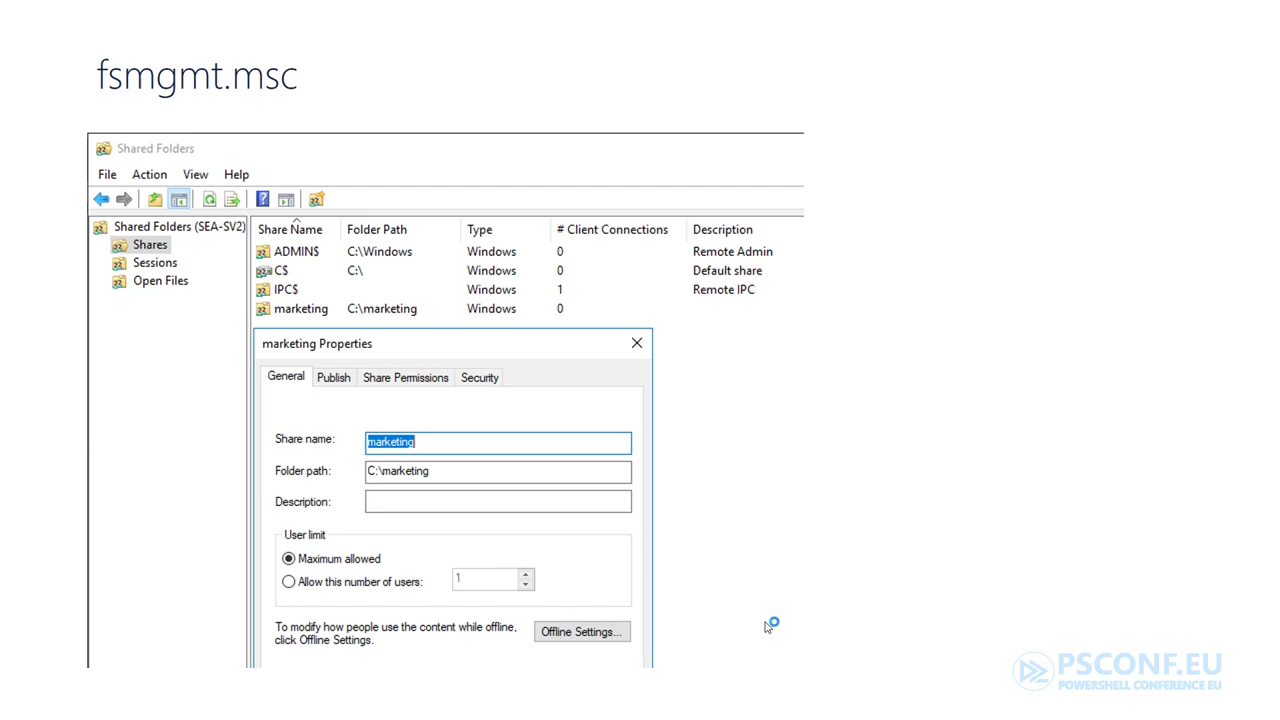 fsmgmt.msc
Shared Folders
File Action View Help
Shared Folders (SEA-SV2)
Shares
Sessions
Open Files
Share Name Folder Path Type # Client Connections Description
ADMIN$ C:\Windows Windows 0 Remote Admin
C$ C:\ Windows 0 Default share
IPC$ Windows 1 Remote IPC
marketing C:\marketing Windows 0
marketing Properties
General Publish Share Permissions Security
Share name: marketing
Folder path: C:\marketing
Description:
User limit
Maximum allowed
Allow this number of users: 1
To modify how people use the content while offline,
click Offline Settings.
Offline Settings...
PSCONF.EU
POWERSHELL CONFERENCE EU